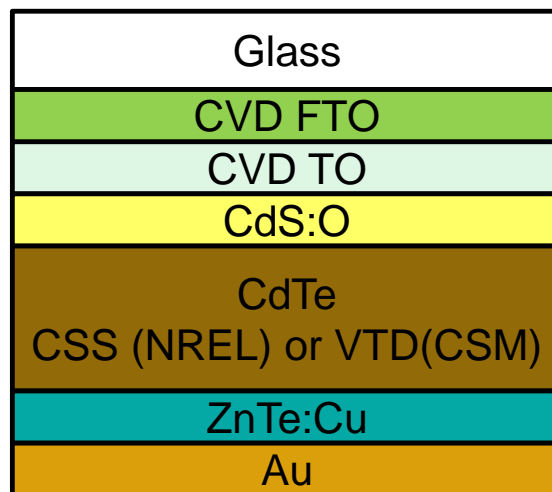 Glass
CVD FTO
CVD TO
CdS:O
CdTe
CSS (NREL) or VTD(CSM)
ZnTe:Cu
Au